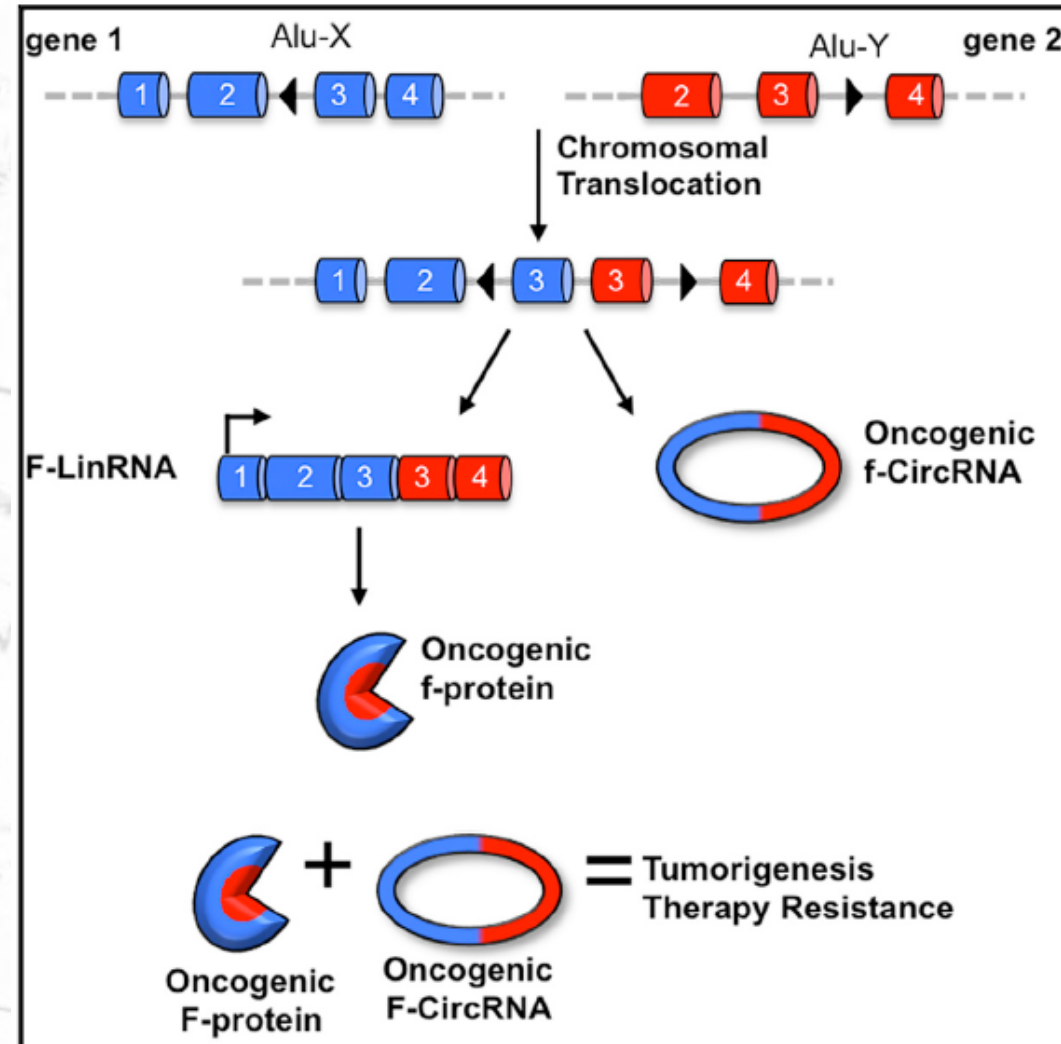 gene 1
Alu-X
Alu-Y
gene 2
1 2 3 4
2 3 4
Chromosomal
Translocation
1 2 3 3 4
F-LinRNA
1 2 3 3 4
Oncogenic
f-CircRNA
Oncogenic
f-protein
+
=
Tumorigenesis
Therapy Resistance
Oncogenic
F-protein
Oncogenic
F-CircRNA